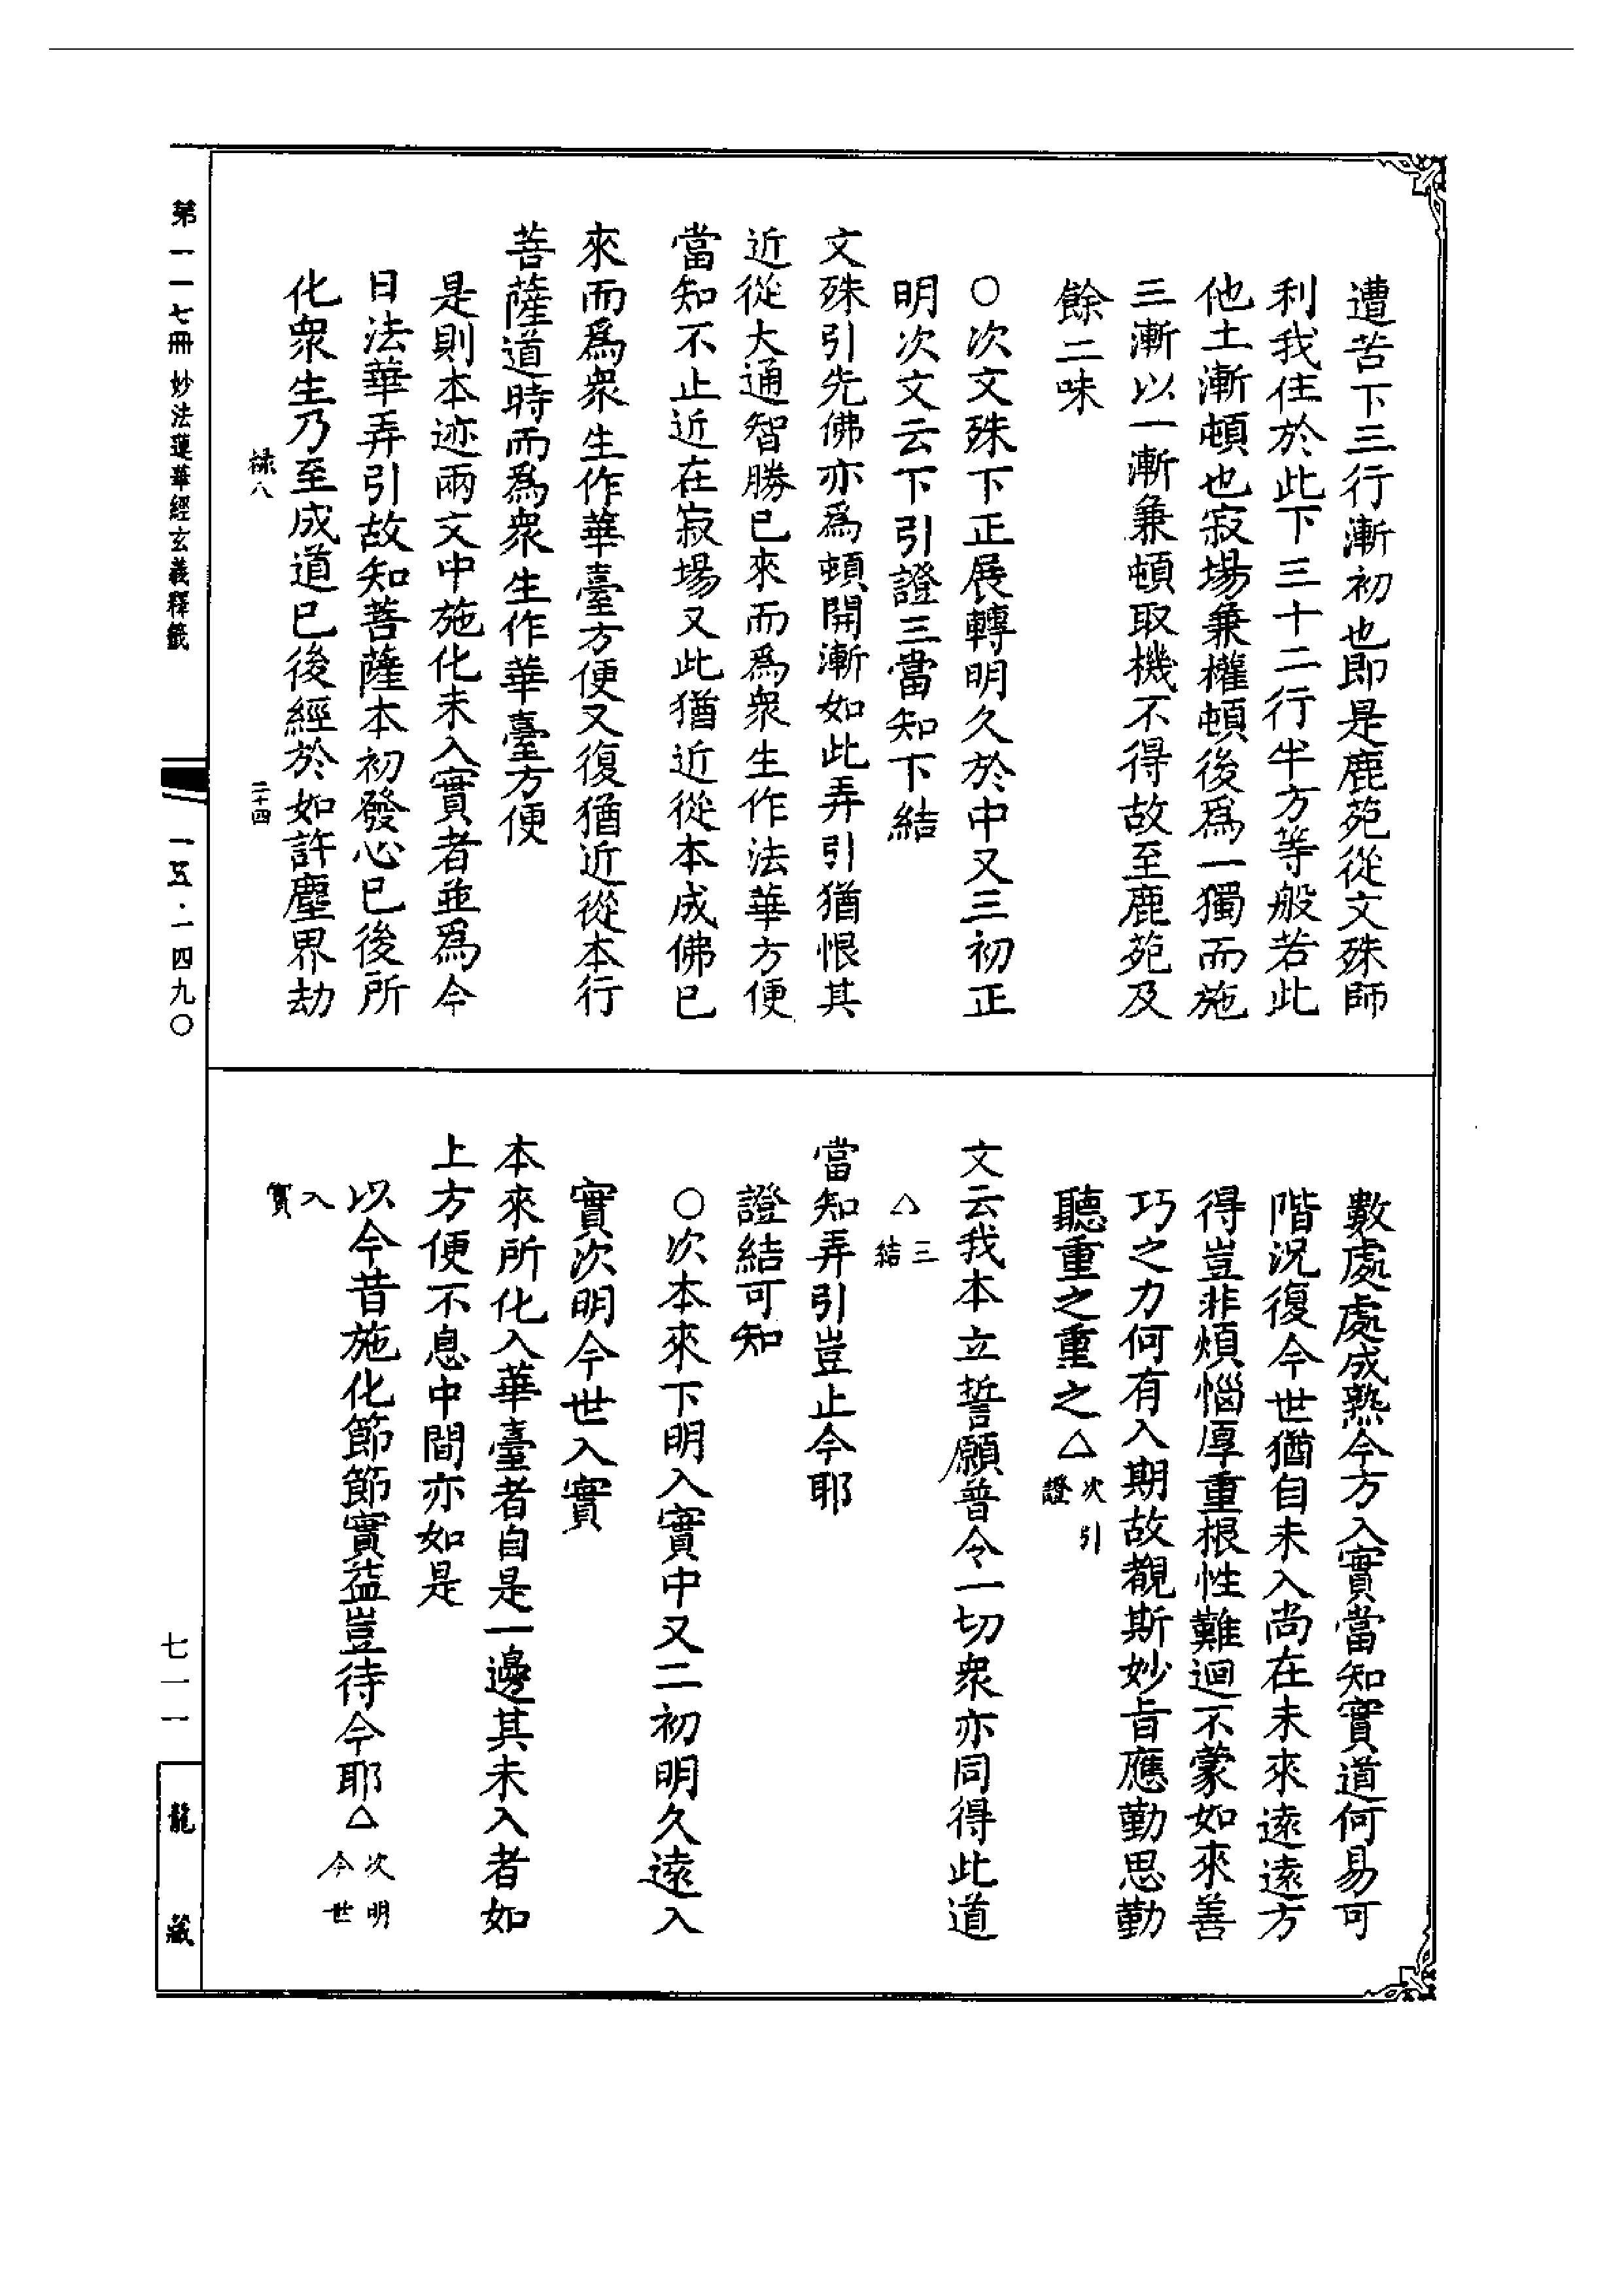 遭苦下三行漸初也即是鹿苑從文殊師
利我住於此下三十二行半方等般若此
他土漸頓也寂場兼權頓後爲一獨而施
三漸以一漸兼頓取機不得故至鹿苑及
餘二味
○次文殊下正展轉明久於中又三初正
明次文云下引證三當知下結
文殊引先佛亦爲頓開漸如此弄引猶恨其
近從大通智勝已來而爲衆生作法華方便
當知不止近在寂場又此猶近從本成佛已
來而爲衆生作華臺方便又復猶近從本行
菩薩道時而爲衆生作華臺方便
是則本迹兩文中施化未入實者並爲今
日法華弄引故知菩薩本初發心已後所
化衆生乃至成道已後經於如許塵界劫
祿八 二十四
數處處成熟今方入實當知實道何易可
階況復今世猶自未入尚在未來遠遠方
得豈非煩惱厚重根性難迴不蒙如來善
巧之力何有入期故覩斯妙旨應勤思勤
聽重之重之△次引證
文云我本立誓願普令一切衆亦同得此道
△三結
當知弄引豈止今耶
證結可知
○次本來下明入實中又二初明久遠入
實次明今世入實
本來所化入華臺者自是一邊其未入者如
上方便不息中間亦如是
以今昔施化節節實益豈待今耶△次明今世
入實
第一一七冊 妙法蓮華經玄義釋籤 一五·一四九〇
七一一
龍藏